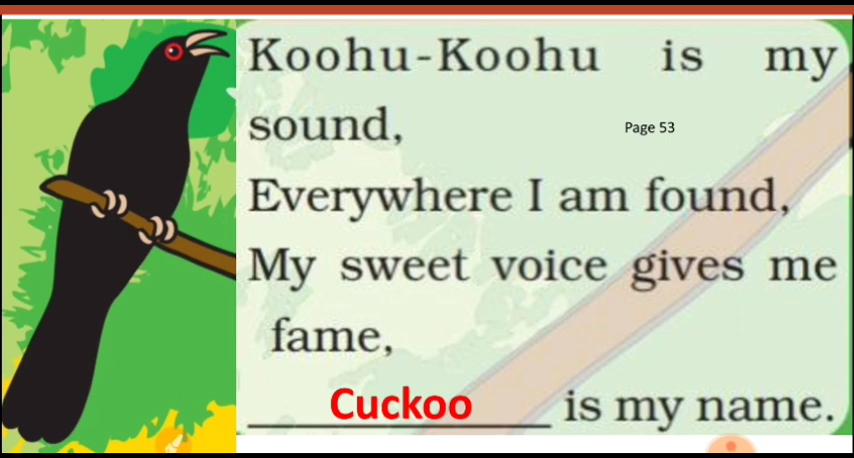 Koohu-Koohu is my
sound,
Page 53
Everywhere I am found,
My sweet voice gives me
fame,
Cuckoo is my name.